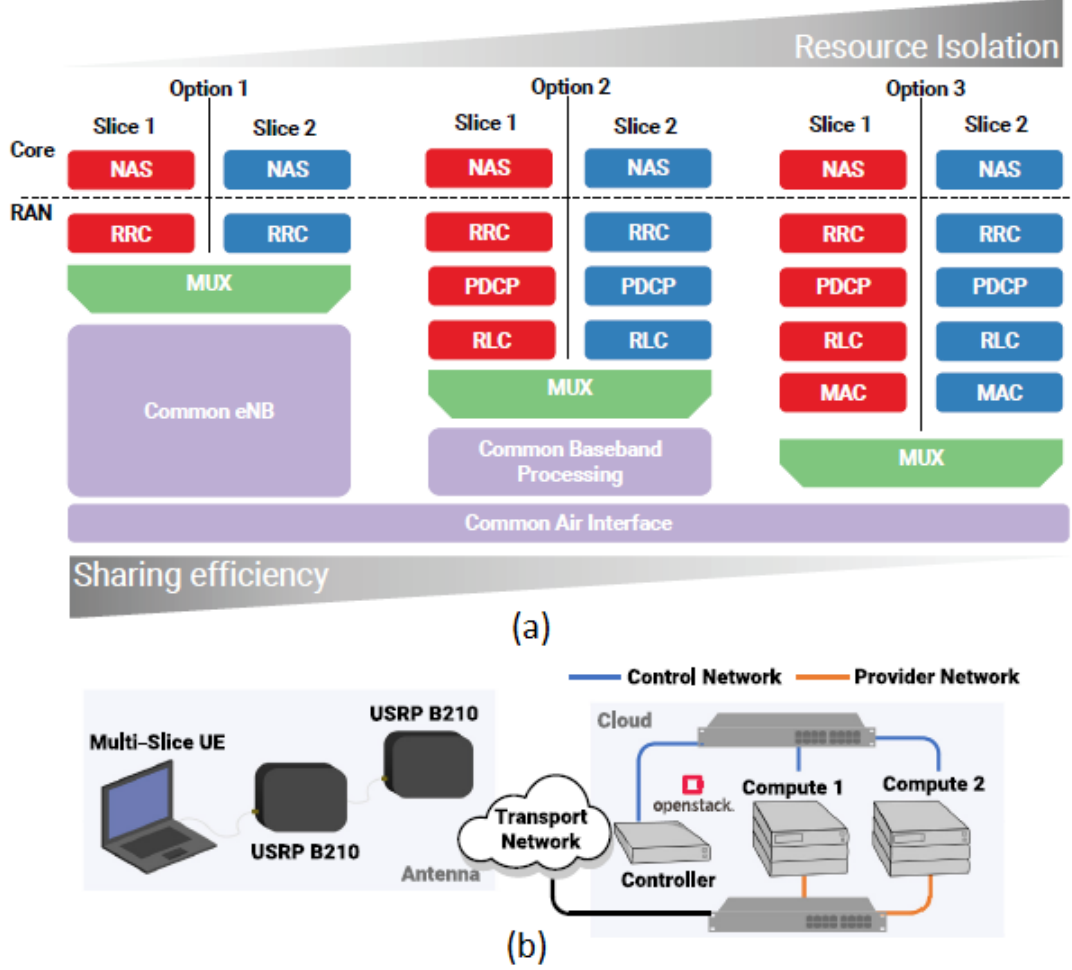 Resource Isolation
Option 1 Option 2 Option 3
Slice 1 Slice 2 Slice 1 Slice 2 Slice 1 Slice 2
Core NAS NAS NAS NAS NAS NAS
RAN
RRC RRC RRC RRC RRC RRC
MUX PDCP PDCP PDCP PDCP
RLC RLC RLC RLC
MUX MAC MAC
Common eNB
Common Baseband
Processing
MUX
Common Air Interface
Sharing efficiency
(a)
Control Network Provider Network
USRP B210
Cloud
Multi-Slice UE
Compute 1 Compute 2
openstack.
Transport
Network
USRP B210
Antenna
Controller
(b)